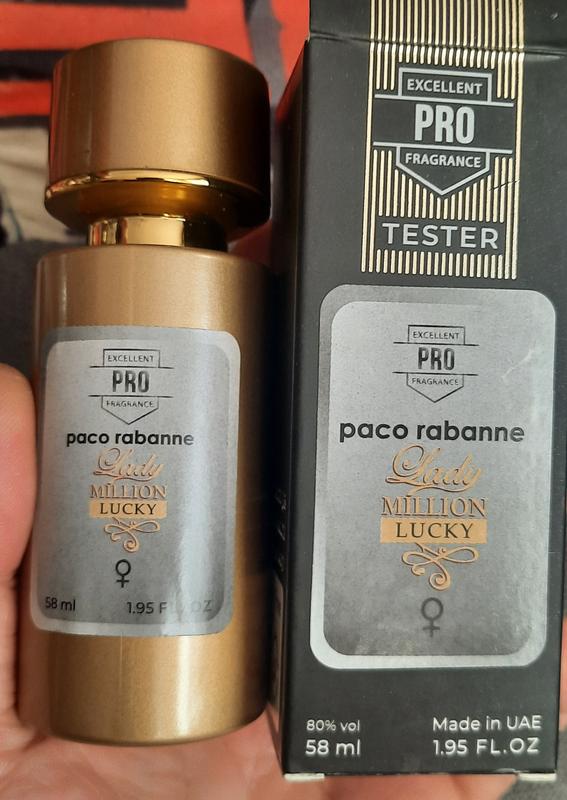 EXCELLENT
PRO
FRAGRANCE
paco rabanne
Lady
MILLION
LUCKY
58 ml
1.95 F OZ
EXCELLENT
PRO
FRAGRANCE
TESTER
EXCELLENT
PRO
FRAGRANCE
paco rabanne
Lady
MILLION
LUCKY
80% vol
Made in UAE
58 ml
1.95 FL.OZ